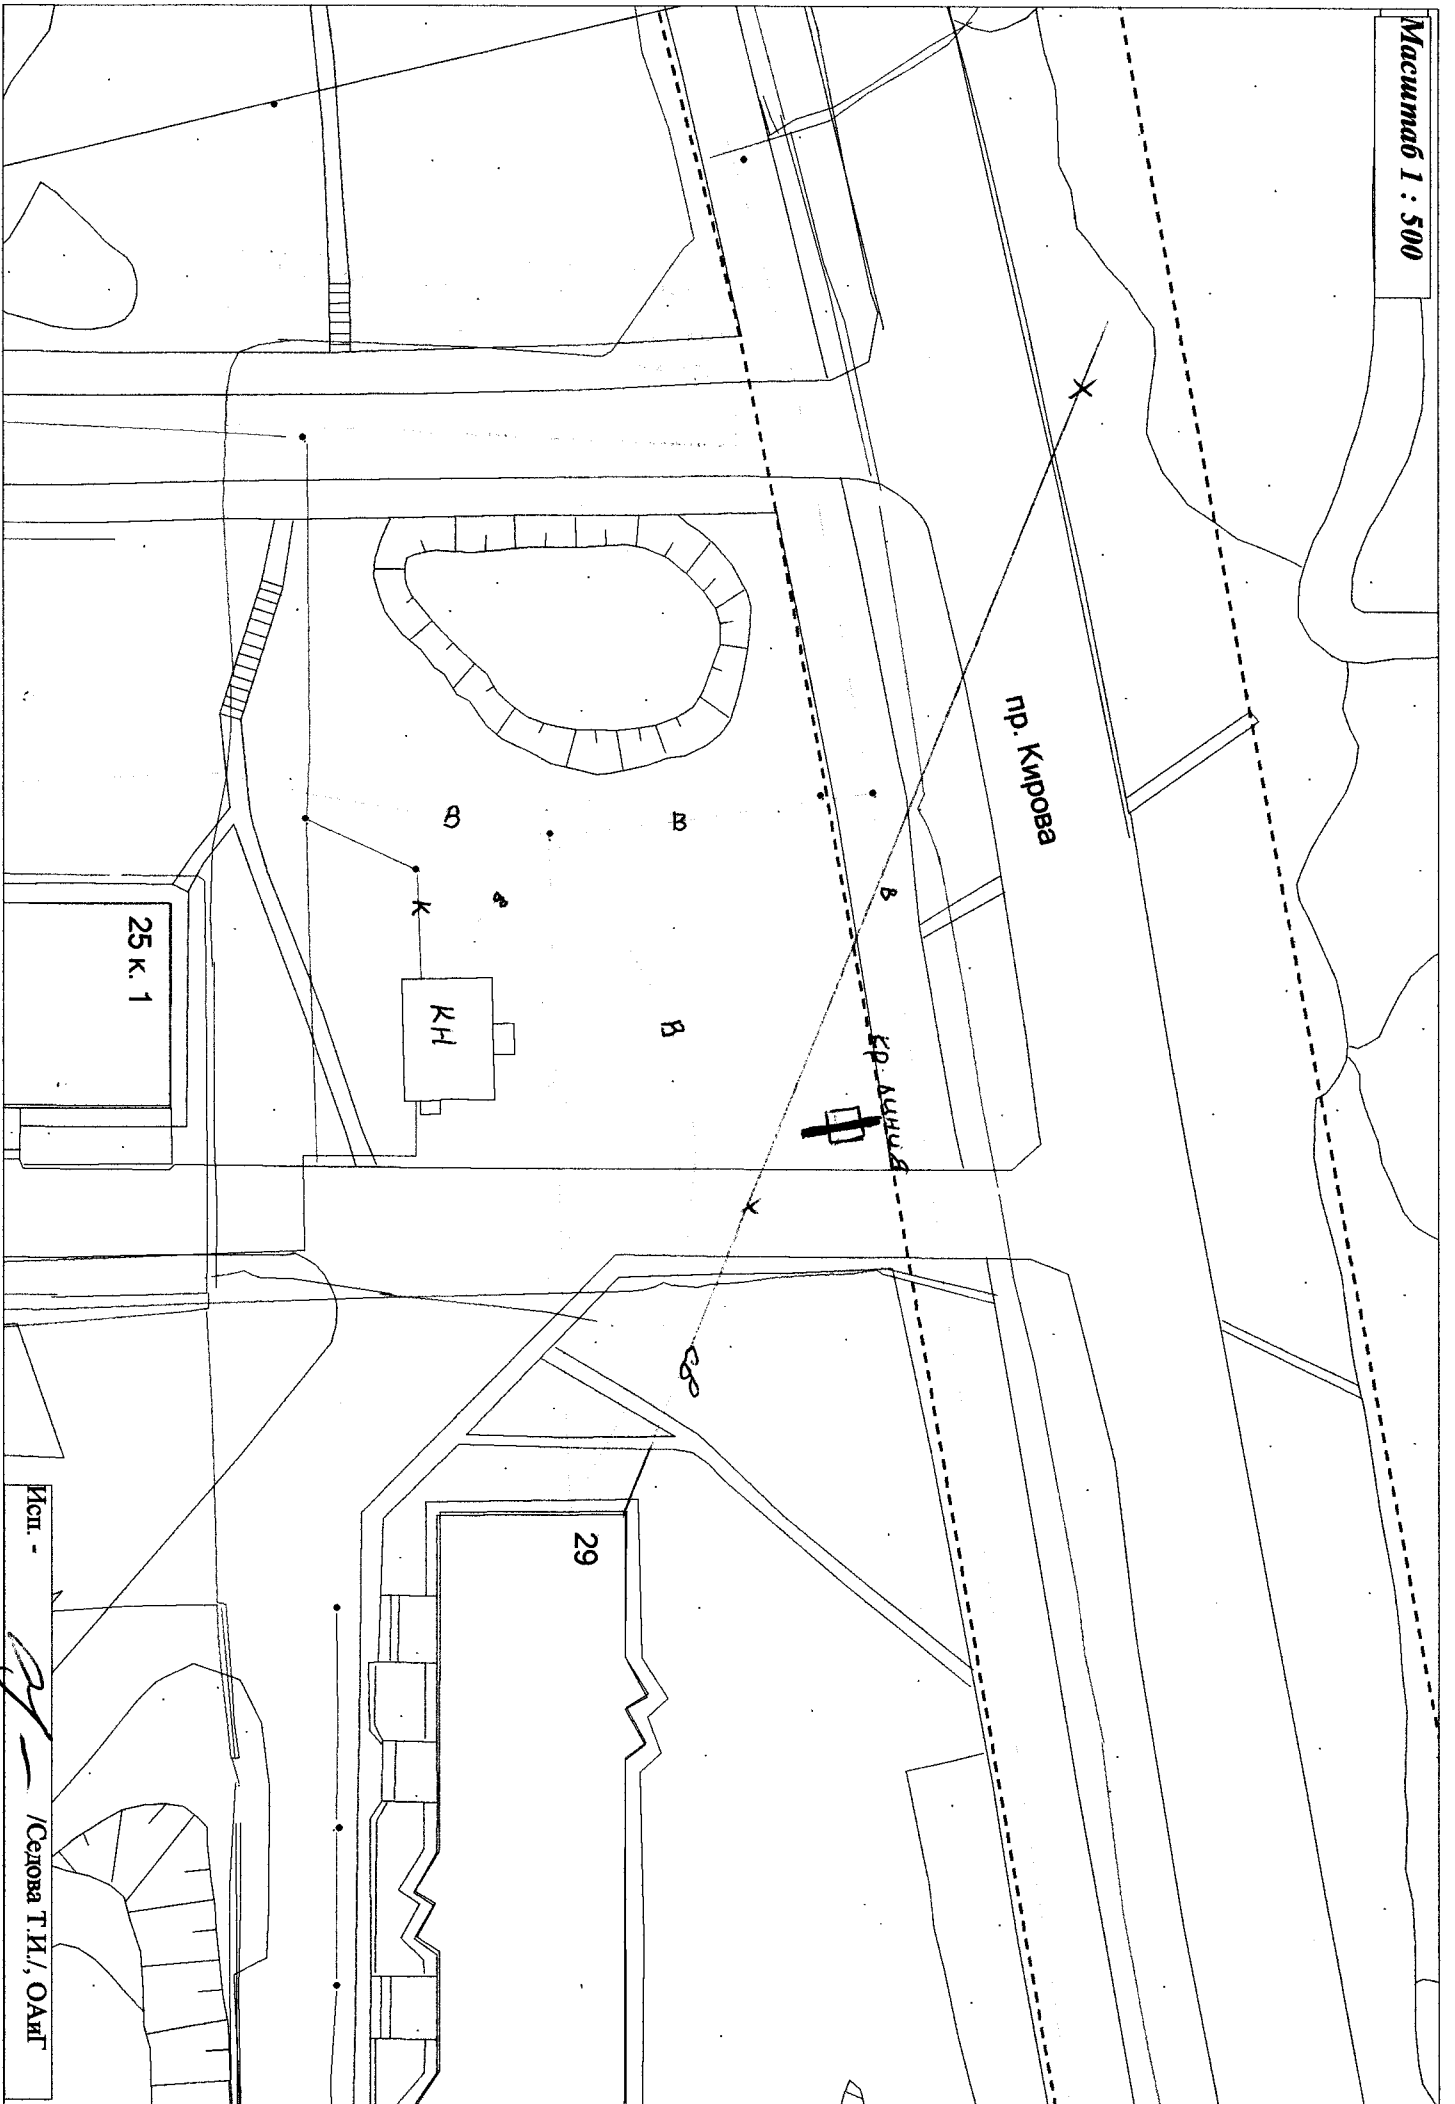 Масштаб 1 : 500
пр. Кирова
В
В
В
В
К
КН
кр. линия
25 к. 1
29
Исп. -
/Седова Т.И./, ОАиГ